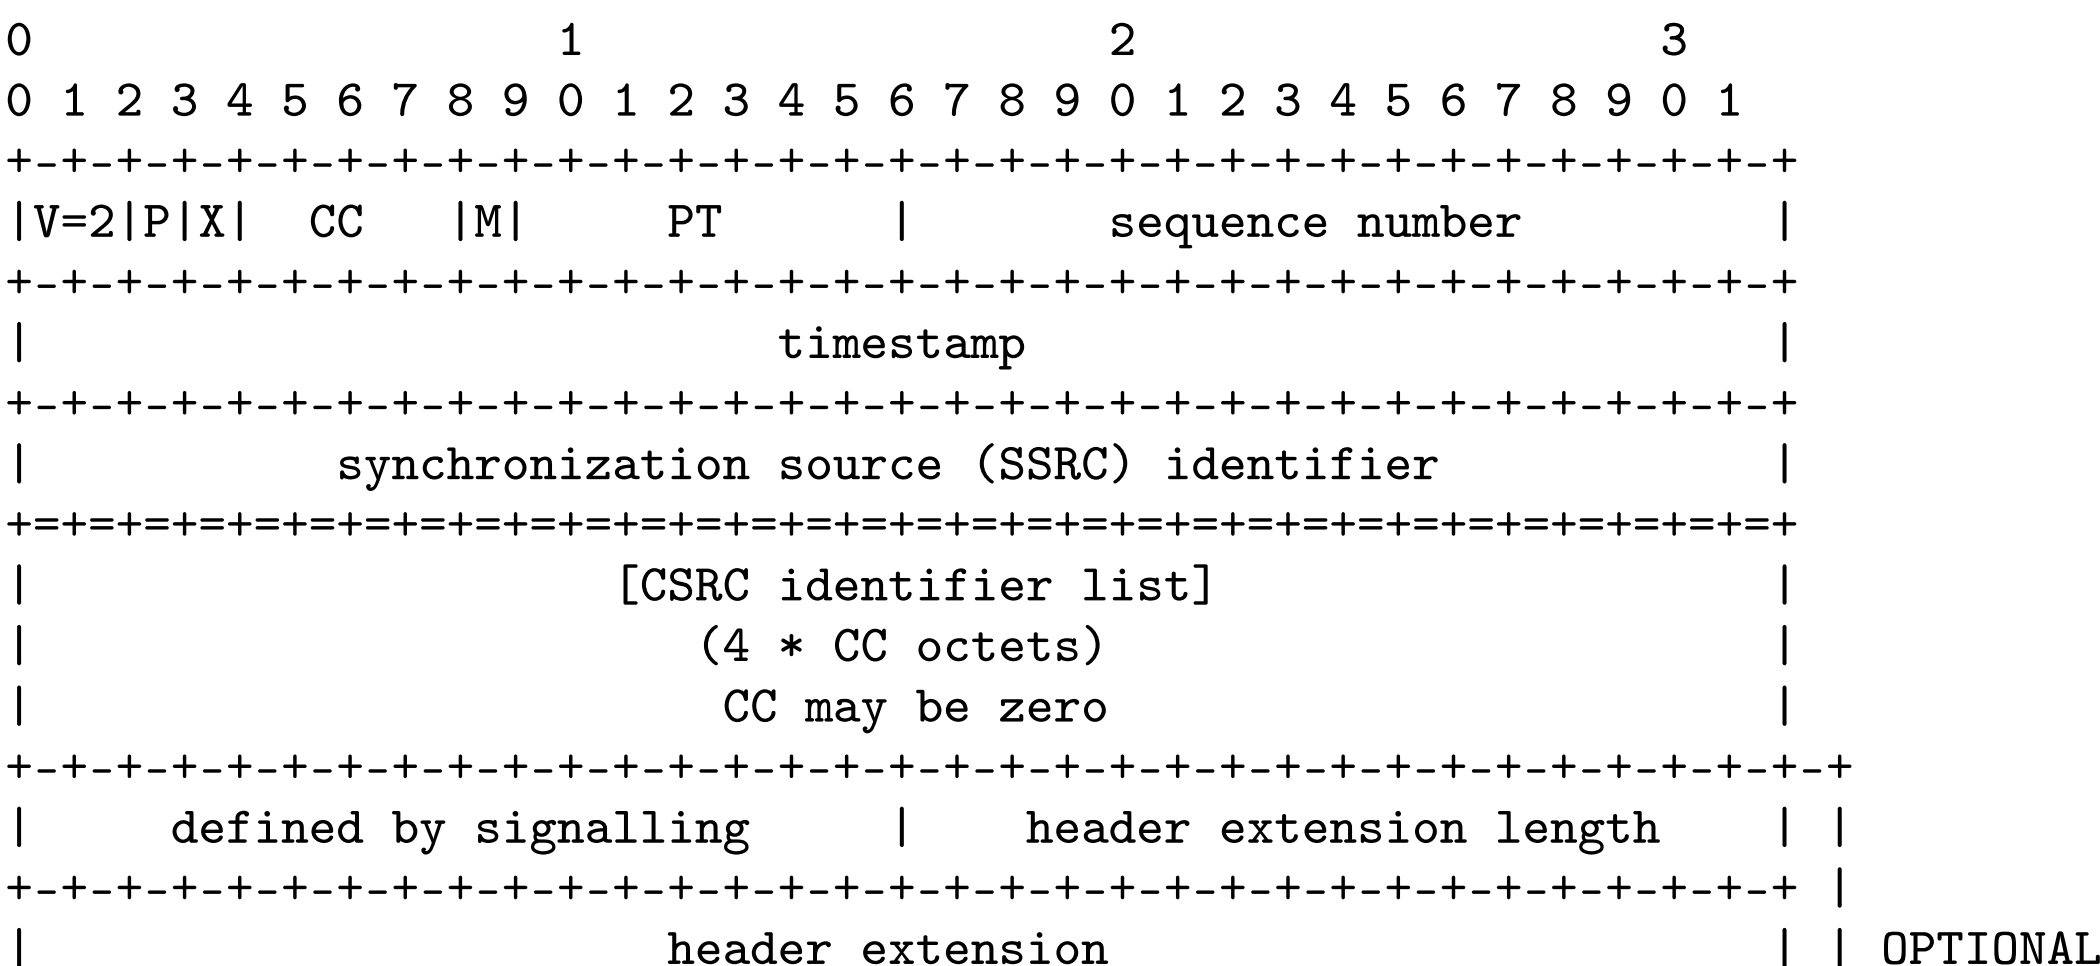 0                   1                   2                   3
0 1 2 3 4 5 6 7 8 9 0 1 2 3 4 5 6 7 8 9 0 1 2 3 4 5 6 7 8 9 0 1
+-+-+-+-+-+-+-+-+-+-+-+-+-+-+-+-+-+-+-+-+-+-+-+-+-+-+-+-+-+-+-+-+
|V=2|P|X|  CC   |M|     PT      |       sequence number         |
+-+-+-+-+-+-+-+-+-+-+-+-+-+-+-+-+-+-+-+-+-+-+-+-+-+-+-+-+-+-+-+-+
|                           timestamp                           |
+-+-+-+-+-+-+-+-+-+-+-+-+-+-+-+-+-+-+-+-+-+-+-+-+-+-+-+-+-+-+-+-+
|           synchronization source (SSRC) identifier            |
+=+=+=+=+=+=+=+=+=+=+=+=+=+=+=+=+=+=+=+=+=+=+=+=+=+=+=+=+=+=+=+=+
|                     [CSRC identifier list]                    |
|                        (4 * CC octets)                        |
|                         CC may be zero                        |
+-+-+-+-+-+-+-+-+-+-+-+-+-+-+-+-+-+-+-+-+-+-+-+-+-+-+-+-+-+-+-+-+-+
|     defined by signalling     |    header extension length    | |
+-+-+-+-+-+-+-+-+-+-+-+-+-+-+-+-+-+-+-+-+-+-+-+-+-+-+-+-+-+-+-+-+ |
|                       header extension                        | | OPTIONAL